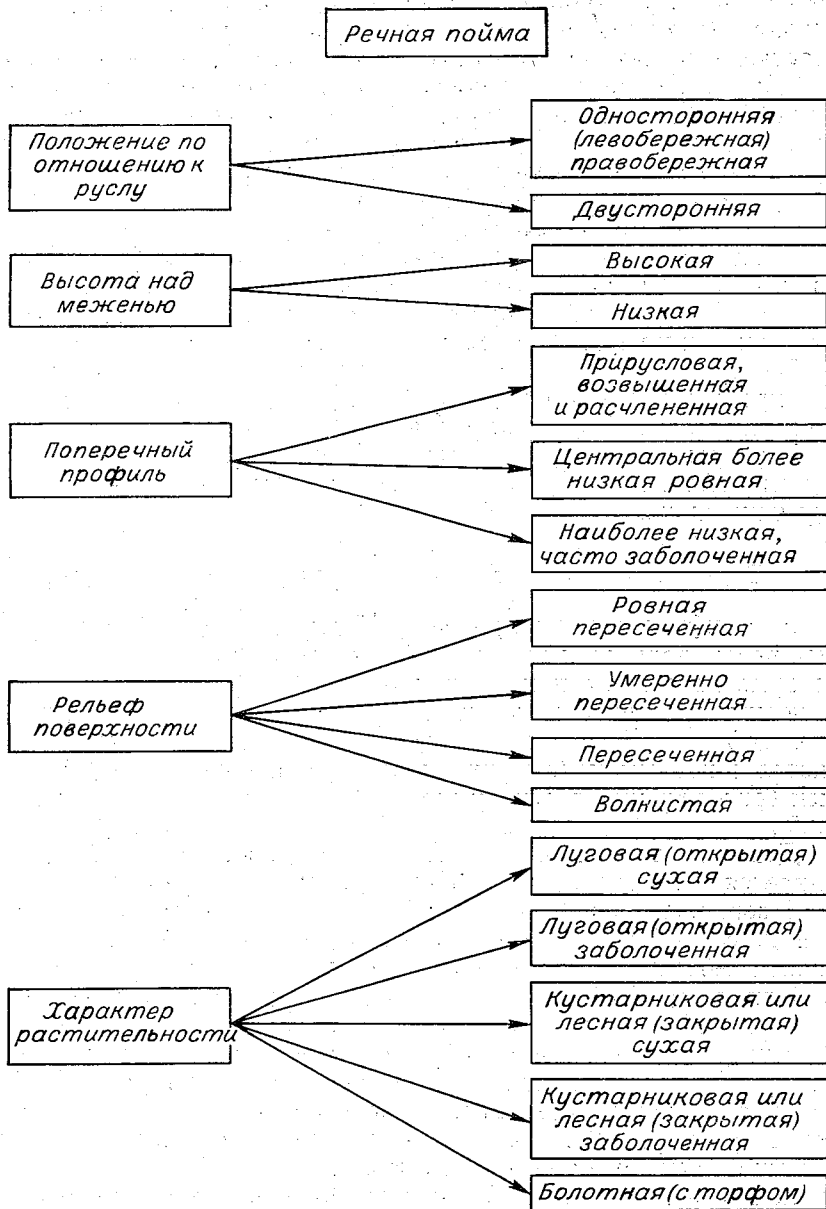 Речная пойма
Положение по
отношению к
руслу
Односторонняя
(левобережная)
правобережная
Двусторонняя
Высота над
меженью
Высокая
Низкая
Поперечный
профиль
Прирусловая,
возвышенная
и расчлененная
Центральная более
низкая ровная
Наиболее низкая,
часто заболоченная
Рельеф
поверхности
Ровная
пересеченная
Умеренно
пересеченная
Пересеченная
Волнистая
Характер
растительности
Луговая (открытая)
сухая
Луговая (открытая)
заболоченная
Кустарниковая или
лесная (закрытая)
сухая
Кустарниковая или
лесная (закрытая)
заболоченная
Болотная (с торфом)